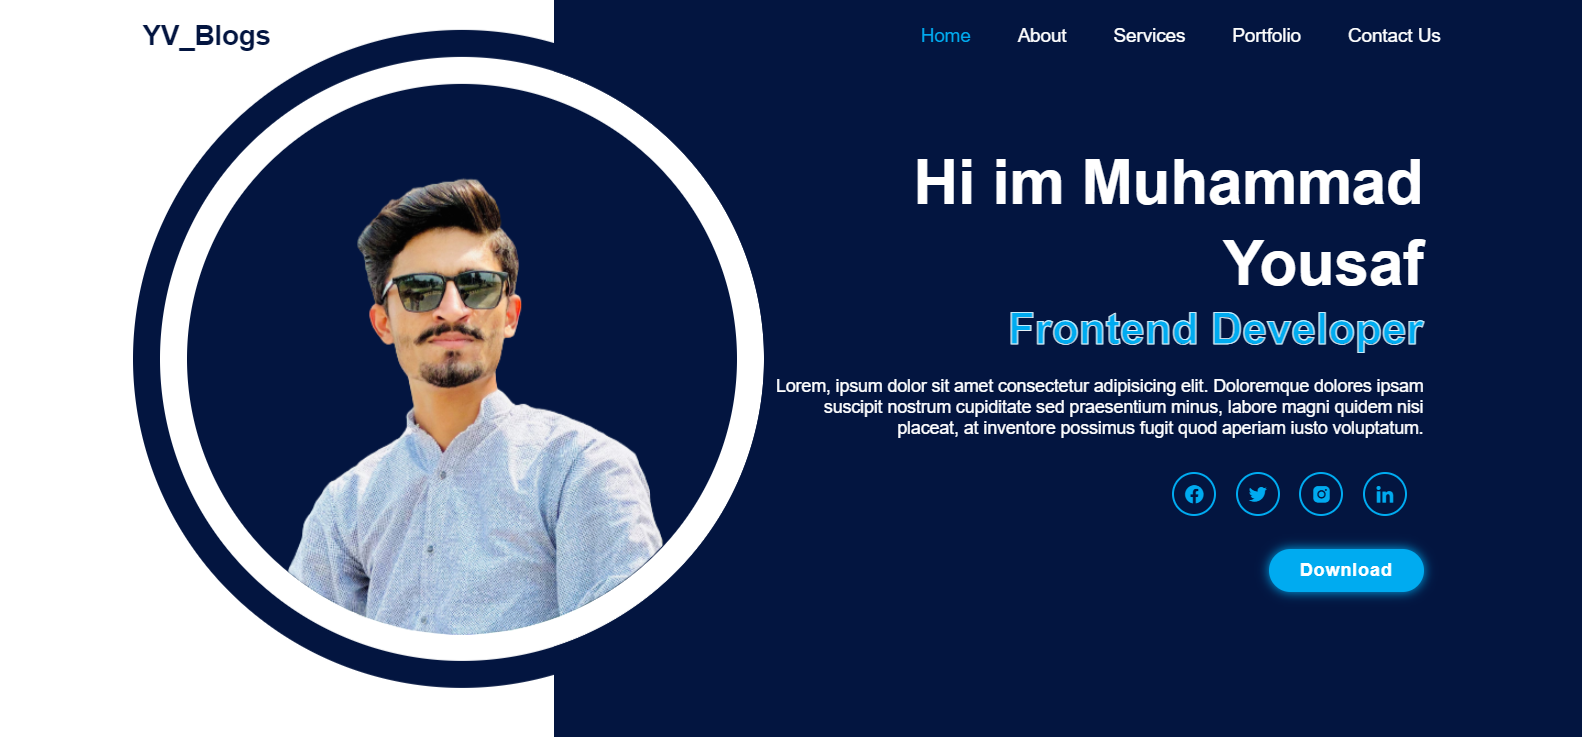 YV_Blogs
Home About Services Portfolio Contact Us
Hi im Muhammad
Yousaf
Frontend Developer
Lorem, ipsum dolor sit amet consectetur adipisicing elit. Doloremque dolores ipsam
suscipit nostrum cupiditate sed praesentium minus, labore magni quidem nisi
placeat, at inventore possimus fugit quod aperiam iusto voluptatum.
Download